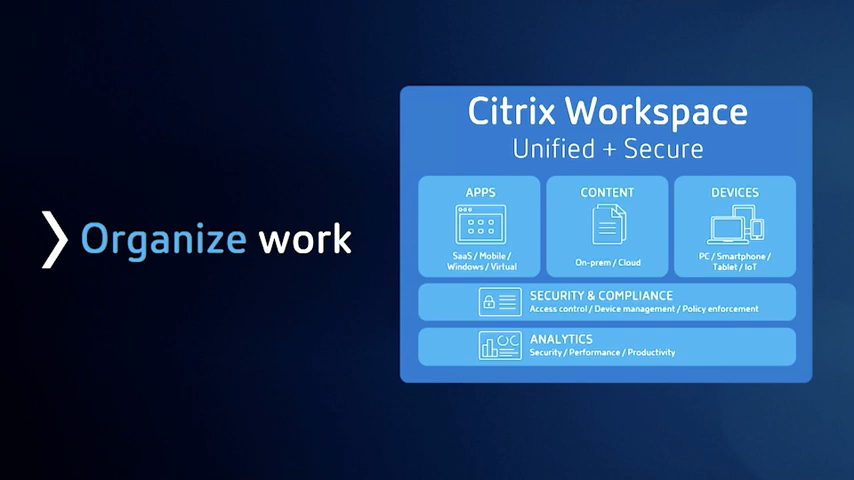 Organize work
Citrix Workspace
Unified + Secure
APPS
SaaS / Mobile /
Windows / Virtual
CONTENT
On-prem / Cloud
DEVICES
PC / Smartphone /
Tablet / IoT
SECURITY & COMPLIANCE
Access control / Device management / Policy enforcement
ANALYTICS
Security / Performance / Productivity